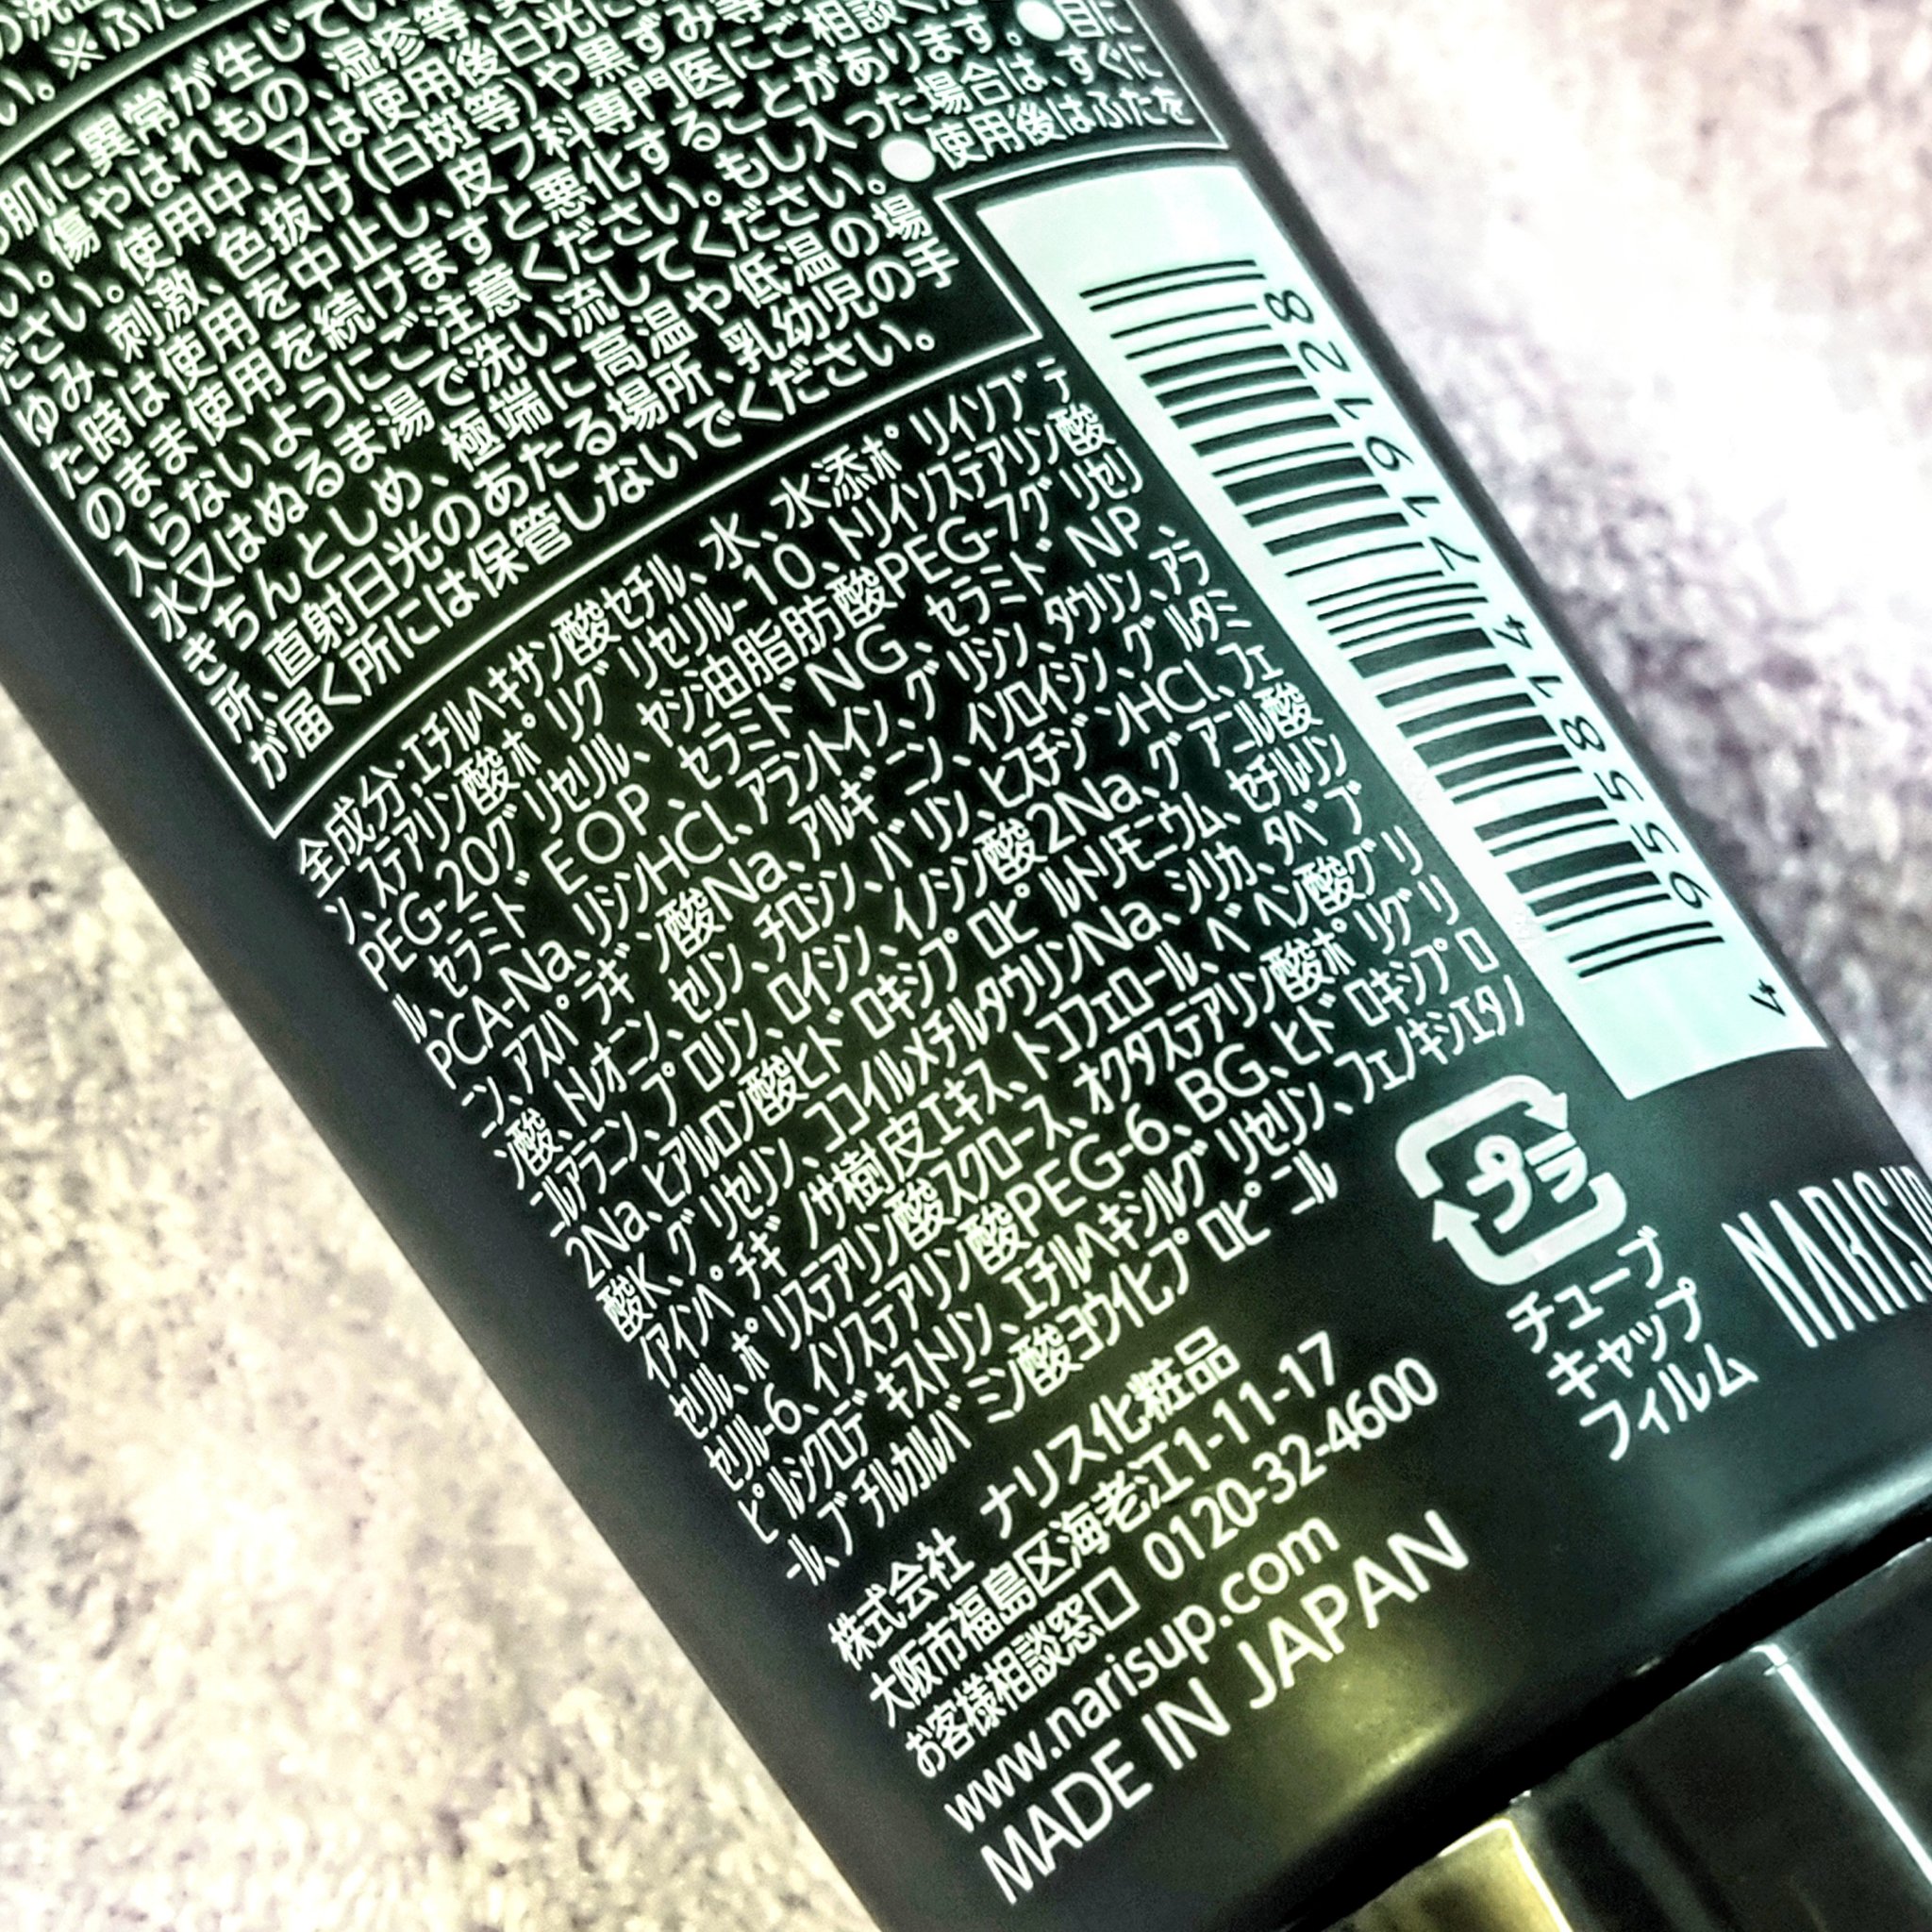 い。※ふた
肌に異常が生じてい
い。傷やはれもの、湿疹等、
ださい。使用中、又は使用後日光に
ゆみ、刺激、色抜け(白斑等)や黒ずみ等
た時は使用を中止し、皮フ科専門医にご相談く
のまま使用を続けますと悪化することがあります。●目に
入らないようにご注意ください。もし入った場合は、すぐに
水又はぬるま湯で洗い流してください。●使用後はふたを
きちんとしめ、極端に高温や低温の場
所、直射日光のあたる場所、乳幼児の手
が届く所には保管しないでください。
全成分:エチルヘキサン酸セチル、水、水添ポリイソブテ
ン、ステアリン酸ポリグリセリル-10、トリイソステアリン酸
PEG-20グリセリル、ヤシ油脂肪酸PEG-7グリセリ
ル、セラミドEOP、セラミドNG、セラミドNP、
PCA-Na、リシンHCl、アラントイン、グリシン、タウリン、アラ
ニン、アスパラギン酸Na、アルギニン、イソロイシン、グルタミ
ン酸、トレオニン、セリン、チロシン、バリン、ヒスチジンHCl、フェ
ニルアラニン、プロリン、ロイシン、イノシン酸2Na、グアニル酸
2Na、ヒアルロン酸ヒドロキシプロピルトリモニウム、セチルリン
酸K、グリセリン、ココイルメチルタウリンNa、シリカ、タベブ
イアインペチギノサ樹皮エキス、トコフェロール、ベヘン酸グリ
セリル、ポリステアリン酸スクロース、オクタステアリン酸ポリグリ
セリル-6、イソステアリン酸PEG-6、BG、ヒドロキシプロ
ピルシクロデキストリン、エチルヘキシルグリセリン、フェノキシエタノ
ール、ブチルカルバミン酸ヨウ化プロピニル
株式会社 ナリス化粧品
大阪市福島区海老江1-11-17
お客様相談窓口 0120-32-4600
www.narisup.com
MADE IN JAPAN
4 955814 171918 28
プラ
チューブ
キャップ
フィルム
NARIS